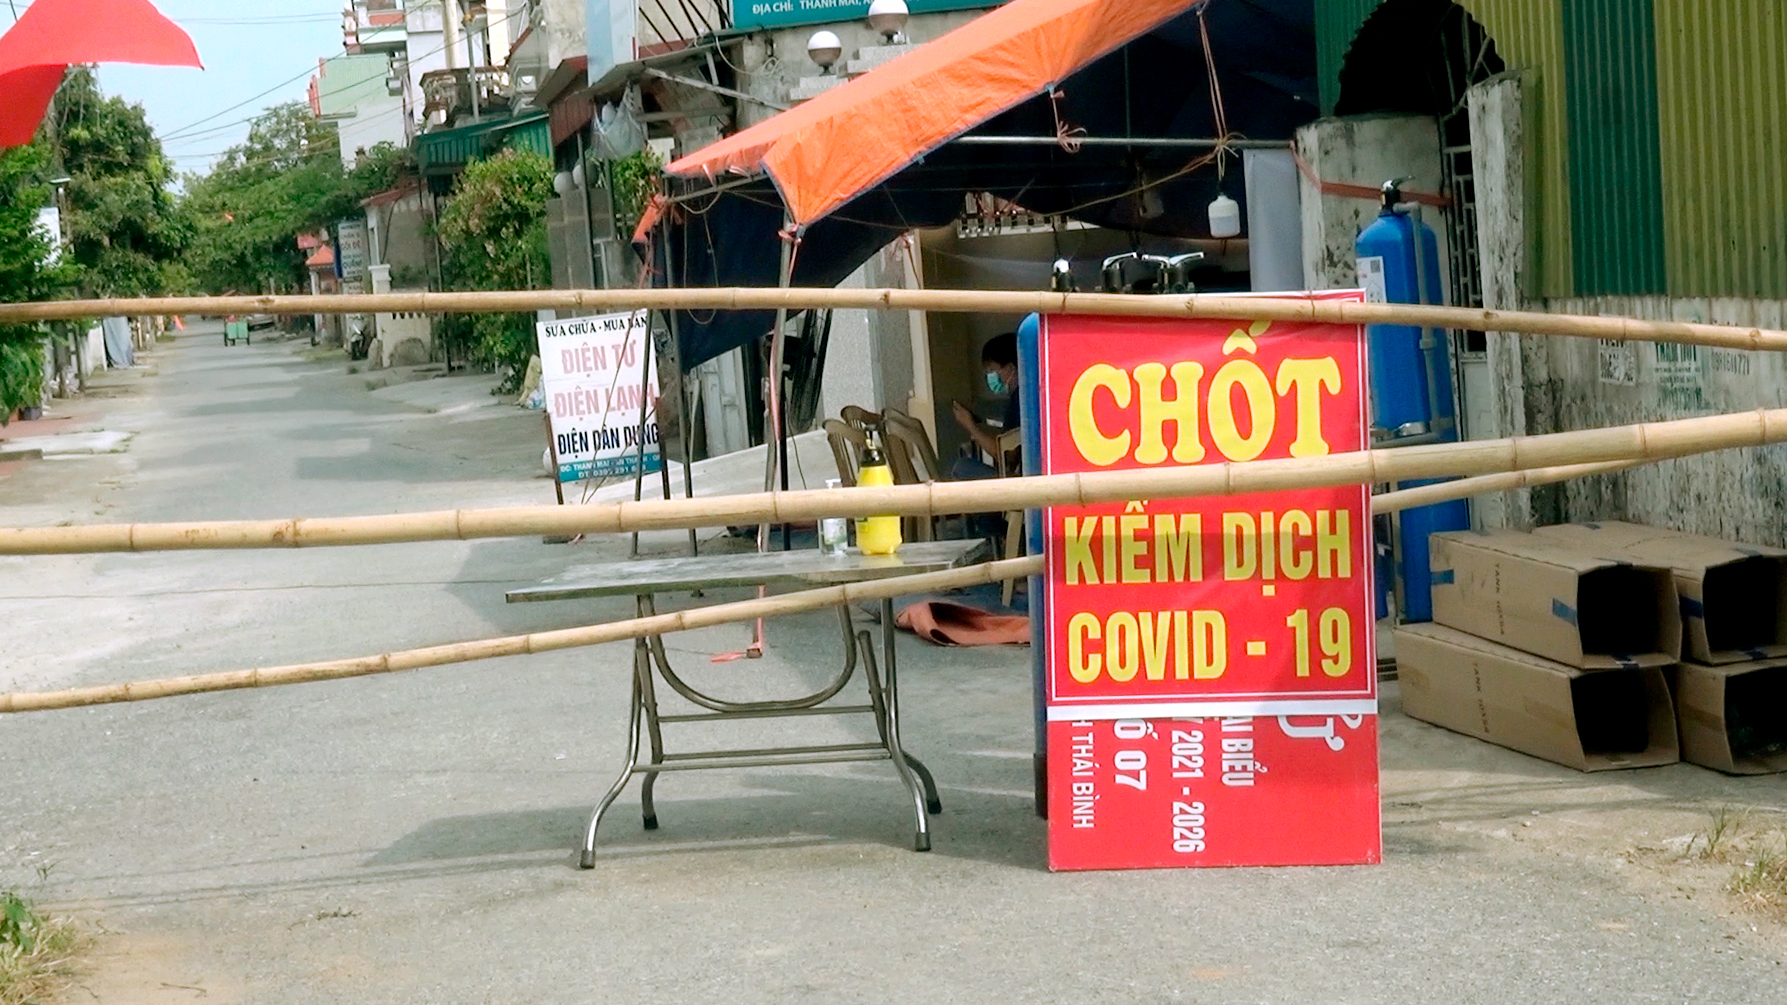 ĐỊA CHỈ: THANH MAI,
SỬA CHỮA - MUA BÁN
ĐIỆN TỬ
ĐIỆN LẠNH
ĐIỆN DÂN DỤNG
CHỐT
KIỂM DỊCH
COVID - 19
ẠI BIỂU
2021 - 2026
Ố 07
H THÁI BÌNH